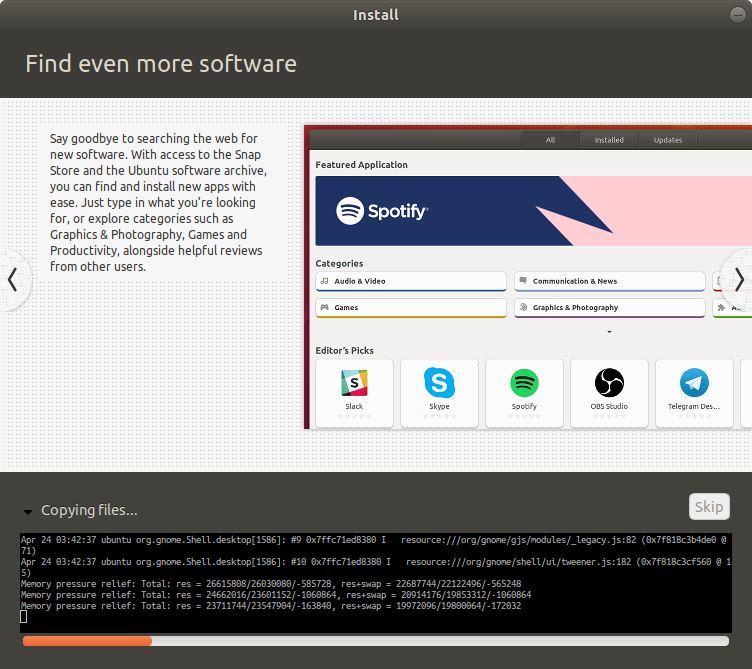 Install
Find even more software
Say goodbye to searching the web for
new software. With access to the Snap
Store and the Ubuntu software archive,
you can find and install new apps with
ease. Just type in what you're looking
for, or explore categories such as
Graphics & Photography, Games and
Productivity, alongside helpful reviews
from other users.
All Installed Updates
Featured Application
Spotify
Categories
Audio & Video Communication & News
Games Graphics & Photography
Editor's Picks
Slack Skype Spotify OBS Studio Telegram Des...
Copying files...
Skip
Apr 24 03:42:37 ubuntu org.gnome.Shell.desktop[1586]: #9 0x7ffc71ed8380 I resource:///org/gnome/gjs/modules/_legacy.js:82 (0x7f818c3b4de0 @
71)
Apr 24 03:42:37 ubuntu org.gnome.Shell.desktop[1586]: #10 0x7ffc71ed8380 I resource:///org/gnome/shell/ui/tweener.js:182 (0x7f818c3cf560 @ 1
5)
Memory pressure relief: Total: res = 26615808/26030080/-585728, res+swap = 22687744/22122496/-565248
Memory pressure relief: Total: res = 24662016/23601152/-1060864, res+swap = 20914176/19853312/-1060864
Memory pressure relief: Total: res = 23711744/23547904/-163840, res+swap = 19972096/19800064/-172032